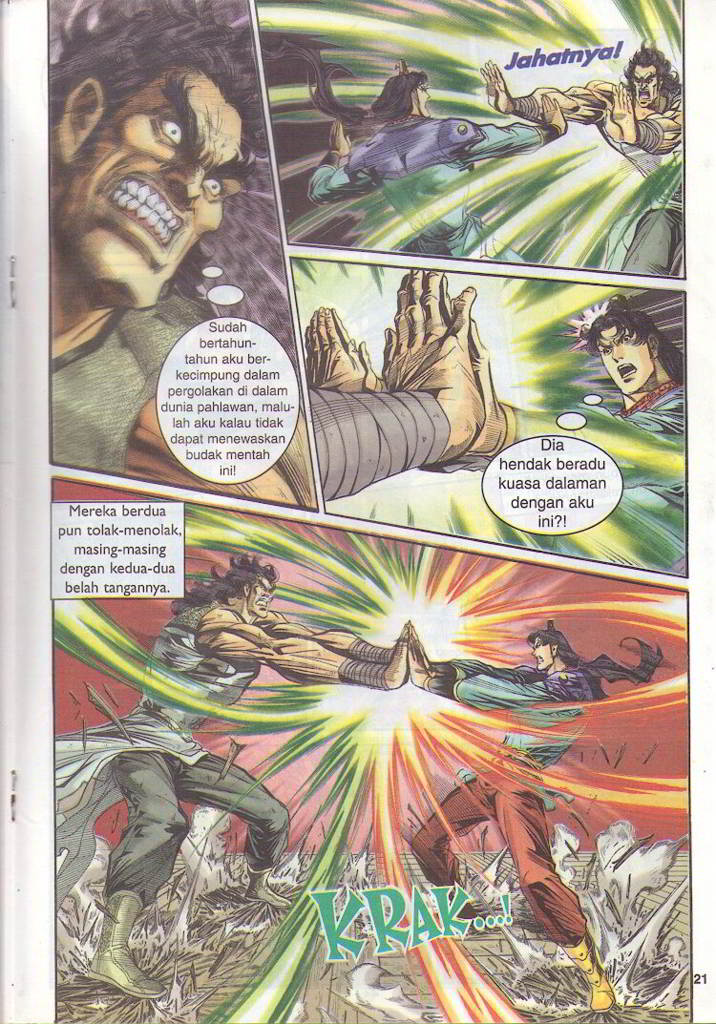 Sudah
bertahun-
tahun aku ber-
kecimpung dalam
pergolakan di dalam
dunia pahlawan, malu-
lah aku kalau tidak
dapat menewaskan
budak mentah
ini!
Jahatnya!
Dia
hendak beradu
kuasa dalaman
dengan aku
ini?!
Mereka berdua
pun tolak-menolak,
masing-masing
dengan kedua-dua
belah tangannya.
KRAK...!
21